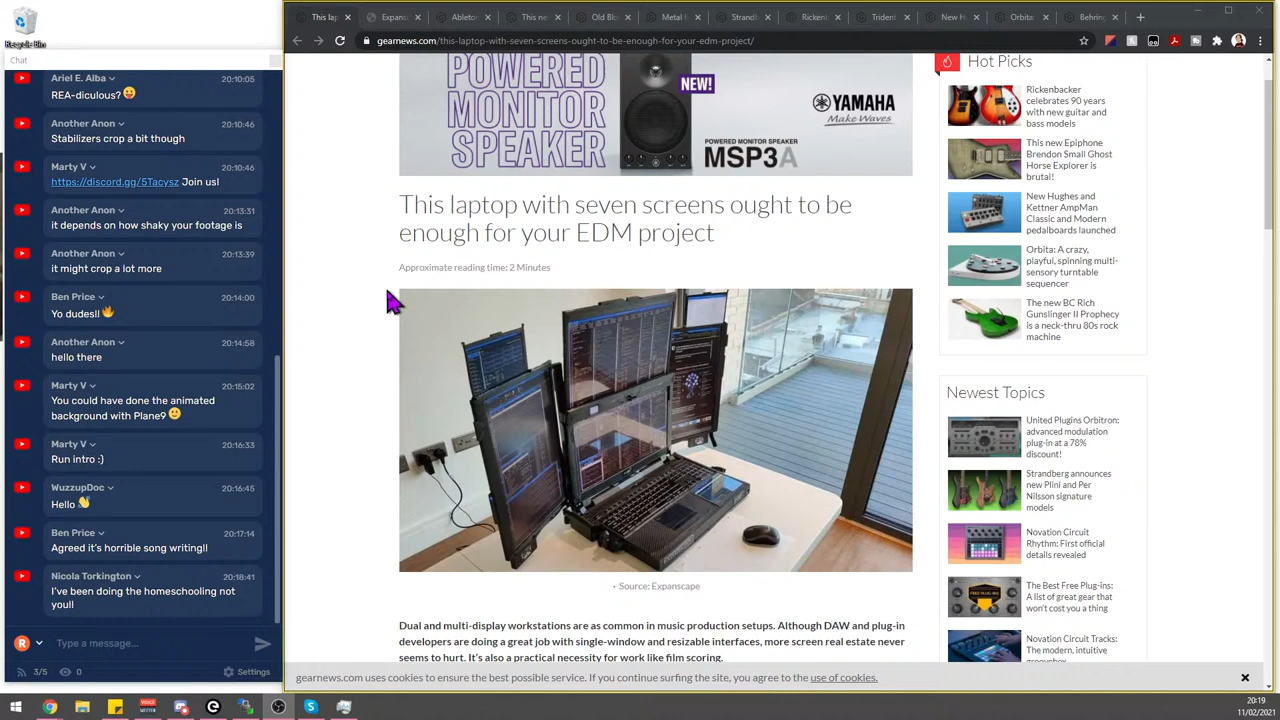 Recycle Bin
Chat
Ariel E. Alba
20:10:05
REA-diculous? 😛
Another Anon
20:10:46
Stabilizers crop a bit though
Marty V
20:10:52
https://discord.gg/5Tacysz Join us!
Another Anon
20:13:31
it depends on how shaky your footage is
Another Anon
20:13:39
it might crop a lot more
Ben Price
20:14:00
Yo dudes!! 🔥
Another Anon
20:14:58
hello there
Marty V
20:15:02
You could have done the animated
background with Plane9 🙂
Marty V
20:16:33
Run intro :)
WuzzupDoc
20:16:45
Hello 👋
Ben Price
20:17:14
Agreed it's horrible song writing!!
Nicola Torkington
20:18:41
I've been doing the homeschooling not
you!!
R
Type a message...
3/5
0
Settings
This lap
Expans
Ableton
This ne
Old Blo
Metal H
Strandb
Rickenb
Trident
New H
Orbita:
Behring
gearnews.com/this-laptop-with-seven-screens-ought-to-be-enough-for-your-edm-project/
POWERED
MONITOR
SPEAKER
NEW!
YAMAHA
Make Waves
POWERED MONITOR SPEAKER
MSP3A
This laptop with seven screens ought to be
enough for your EDM project
Approximate reading time: 2 Minutes
· Source: Expanscape
Dual and multi-display workstations are as common in music production setups. Although DAW and plug-in
developers are doing a great job with single-window and resizable interfaces, more screen real estate never
seems to hurt. It's also a practical necessity for work like film scoring.
Hot Picks
Rickenbacker
celebrates 90 years
with new guitar and
bass models
This new Epiphone
Brendon Small Ghost
Horse Explorer is
brutal!
New Hughes and
Kettner AmpMan
Classic and Modern
pedalboards launched
Orbita: A crazy,
playful, spinning multi-
sensory turntable
sequencer
The new BC Rich
Gunslinger II Prophecy
is a neck-thru 80s rock
machine
Newest Topics
United Plugins Orbitron:
advanced modulation
plug-in at a 78%
discount!
Strandberg announces
new Plini and Per
Nilsson signature
models
Novation Circuit
Rhythm: First official
details revealed
The Best Free Plug-ins:
A list of great gear that
won't cost you a thing
Novation Circuit Tracks:
The modern, intuitive
groovebox
gearnews.com uses cookies to ensure the best possible service. If you continue surfing the site, you agree to the use of cookies.
20:19
11/02/2021